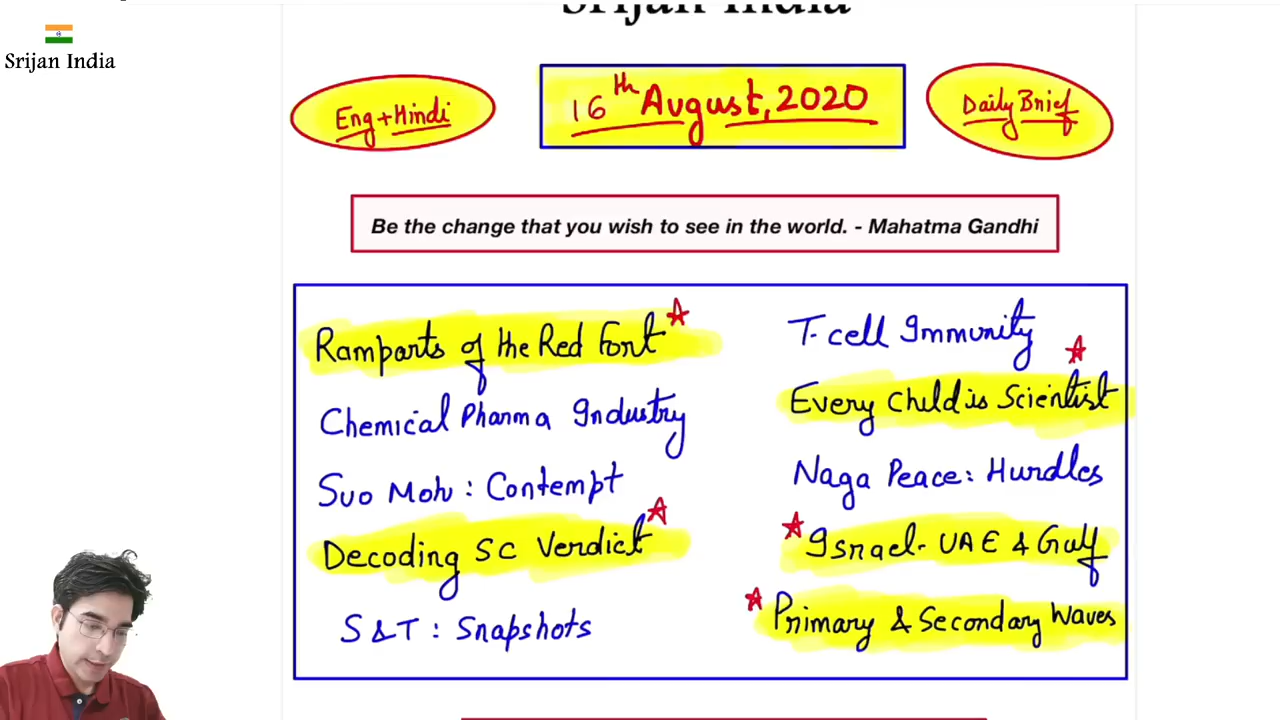 Srijan India
Srijan India
Eng + Hindi
16th August, 2020
Daily Brief
Be the change that you wish to see in the world. - Mahatma Gandhi
Ramparts of the Red Fort
Chemical Pharma Industry
Suo Moto : Contempt
Decoding SC Verdict
S & T : Snapshots
T-cell Immunity
Every Child is Scientist
Naga Peace: Hurdles
Israel-UAE & Gulf
Primary & Secondary Waves